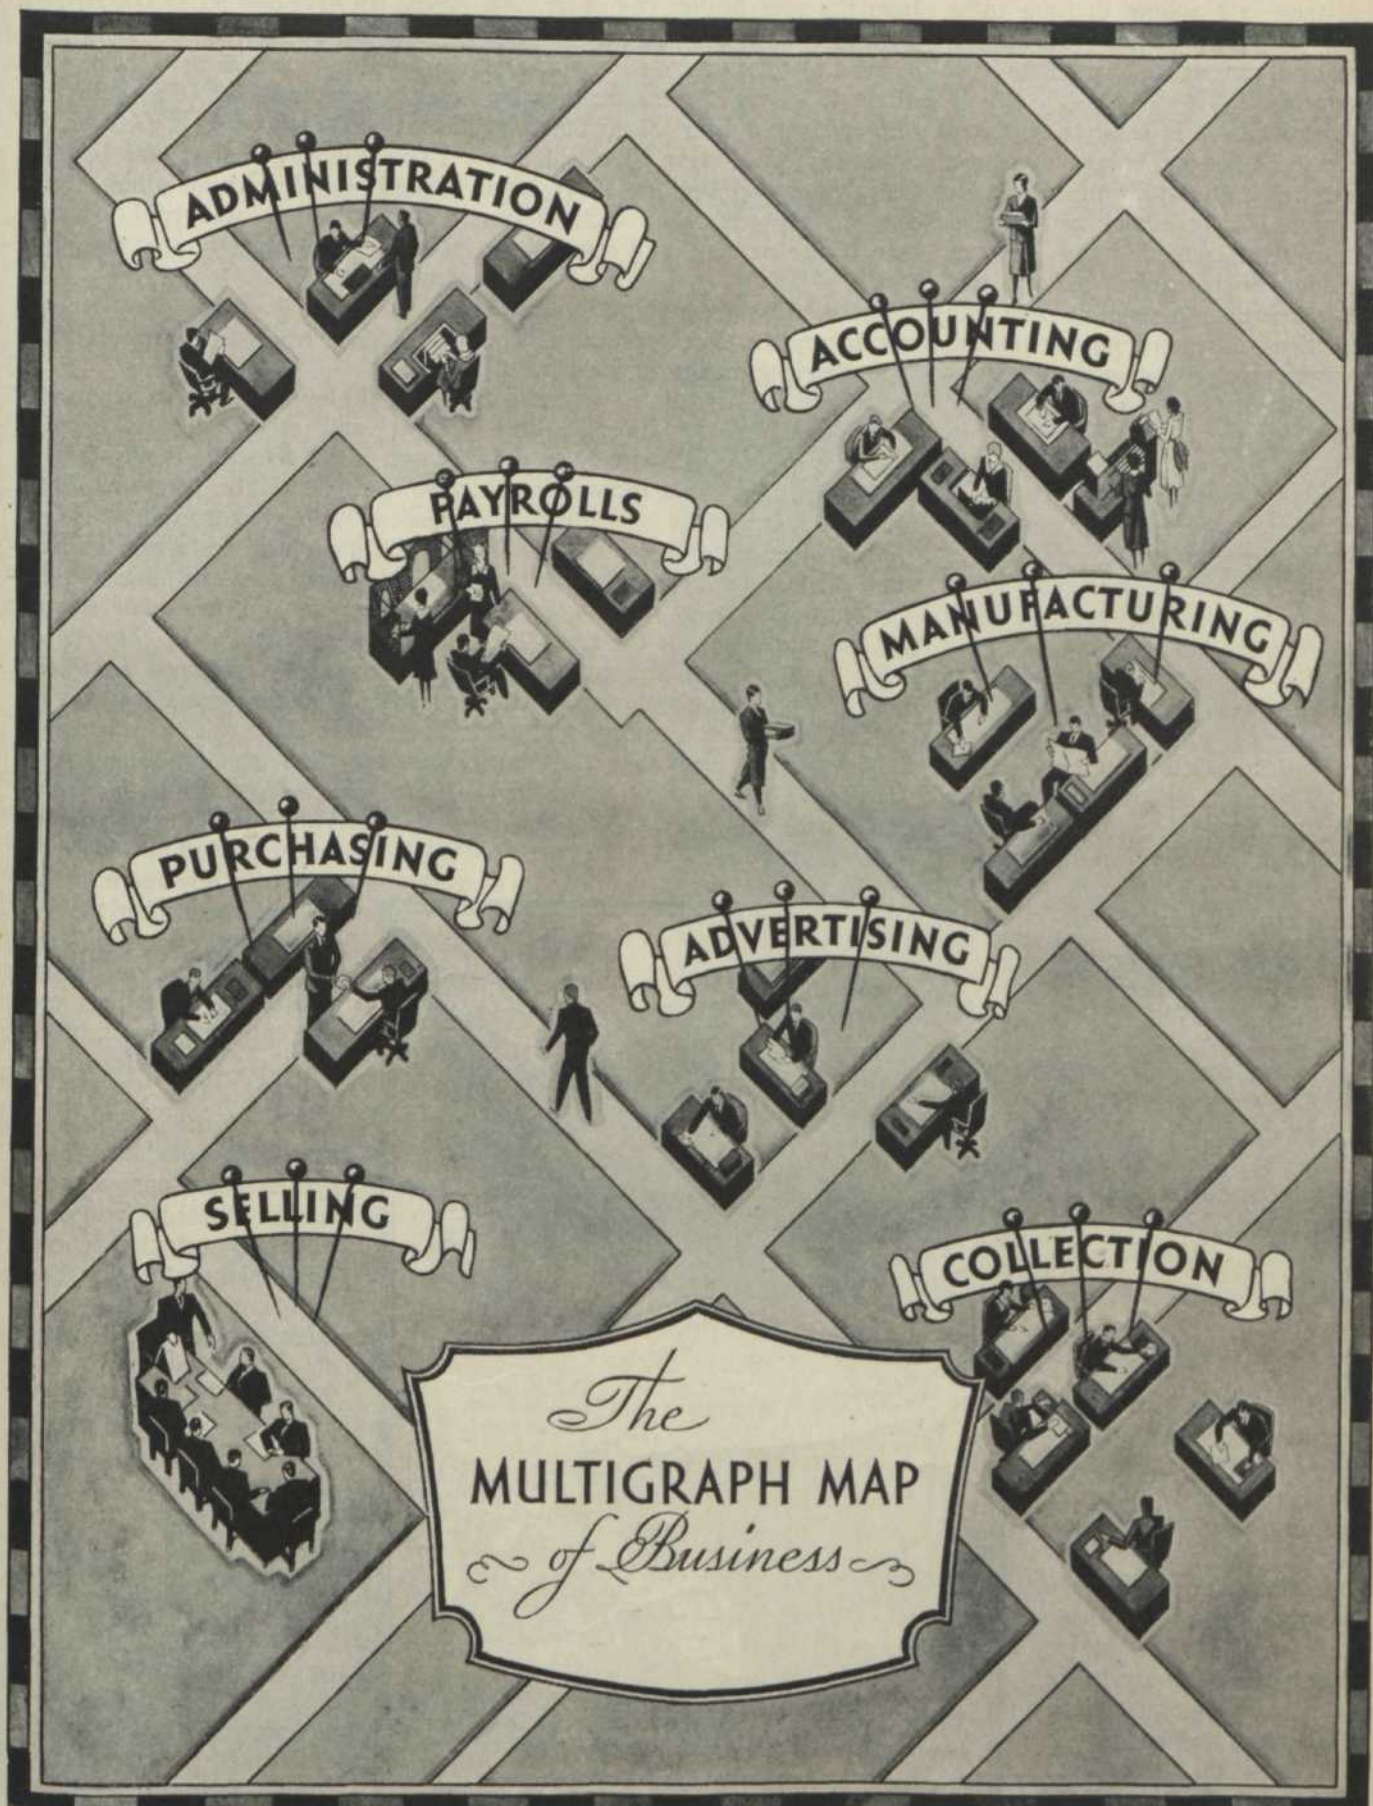 ADMINISTRATION
ACCOUNTING
PAYROLLS
MANUFACTURING
PURCHASING
ADVERTISING
SELLING
COLLECTION
The
MULTIGRAPH MAP
of Business